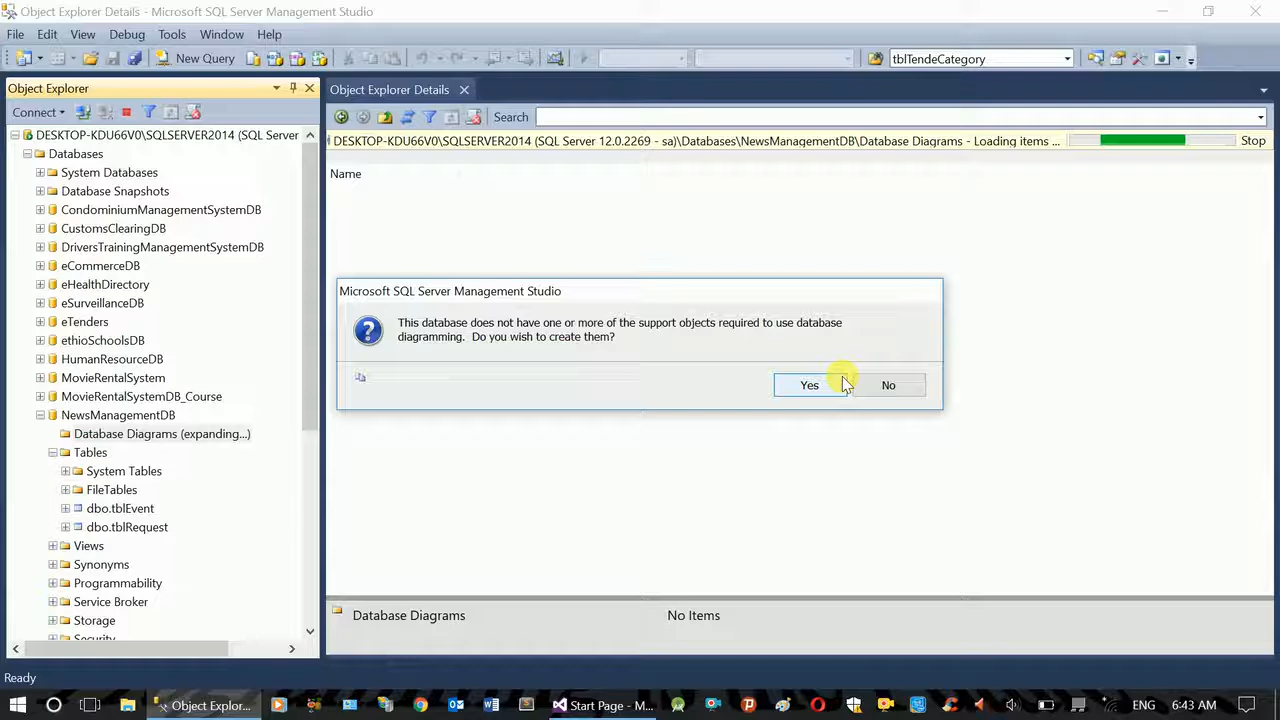 Object Explorer Details - Microsoft SQL Server Management Studio
File Edit View Debug Tools Window Help
New Query
tblTendeCategory
Object Explorer
Object Explorer Details
Connect
Search
DESKTOP-KDU66V0\SQLSERVER2014 (SQL Server
DESKTOP-KDU66V0\SQLSERVER2014 (SQL Server 12.0.2269 - sa)\Databases\NewsManagementDB\Database Diagrams - Loading items ...
Stop
Name
Databases
System Databases
Database Snapshots
CondominiumManagementSystemDB
CustomsClearingDB
DriversTrainingManagementSystemDB
eCommerceDB
eHealthDirectory
eSurveillanceDB
eTenders
ethioSchoolsDB
HumanResourceDB
MovieRentalSystem
MovieRentalSystemDB_Course
NewsManagementDB
Database Diagrams (expanding...)
Tables
System Tables
FileTables
dbo.tblEvent
dbo.tblRequest
Views
Synonyms
Programmability
Service Broker
Storage
Security
Microsoft SQL Server Management Studio
This database does not have one or more of the support objects required to use database
diagramming. Do you wish to create them?
Yes
No
Database Diagrams
No Items
Ready
Object Explor...
Start Page - M...
ENG
6:43 AM